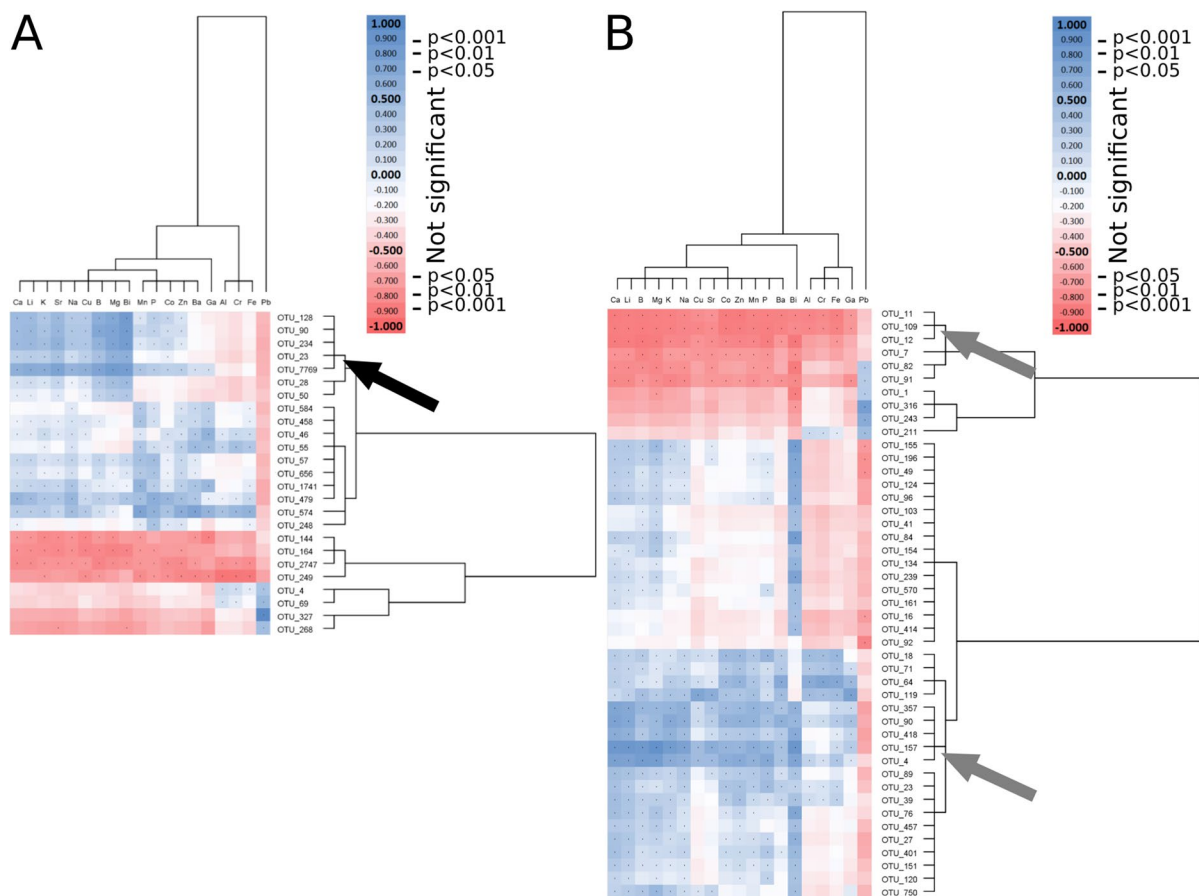 A
1.000
0.900
0.800
0.700
0.600
0.500
0.400
0.300
0.200
0.100
0.000
-0.100
-0.200
-0.300
-0.400
-0.500
-0.600
-0.700
-0.800
-0.900
-1.000
p<0.001
p<0.01
p<0.05
Not significant
p<0.05
p<0.01
p<0.001
Ca Li K Sr Na Cu B Mg Bi Mn P Co Zn Ba Ga Al Cr Fe Pb
OTU_128
OTU_90
OTU_234
OTU_23
OTU_7769
OTU_28
OTU_50
OTU_584
OTU_458
OTU_46
OTU_55
OTU_57
OTU_656
OTU_1741
OTU_479
OTU_574
OTU_248
OTU_144
OTU_164
OTU_2747
OTU_249
OTU_4
OTU_69
OTU_327
OTU_268
B
1.000
0.900
0.800
0.700
0.600
0.500
0.400
0.300
0.200
0.100
0.000
-0.100
-0.200
-0.300
-0.400
-0.500
-0.600
-0.700
-0.800
-0.900
-1.000
p<0.001
p<0.01
p<0.05
Not significant
p<0.05
p<0.01
p<0.001
Ca Li B Mg K Na Cu Sr Co Zn Mn P Ba Bi Al Cr Fe Ga Pb
OTU_11
OTU_109
OTU_12
OTU_7
OTU_82
OTU_91
OTU_1
OTU_316
OTU_243
OTU_211
OTU_155
OTU_196
OTU_49
OTU_124
OTU_96
OTU_103
OTU_41
OTU_84
OTU_154
OTU_134
OTU_239
OTU_570
OTU_161
OTU_16
OTU_414
OTU_92
OTU_18
OTU_71
OTU_64
OTU_119
OTU_357
OTU_90
OTU_418
OTU_157
OTU_4
OTU_89
OTU_23
OTU_39
OTU_76
OTU_457
OTU_27
OTU_401
OTU_151
OTU_120
OTU_750